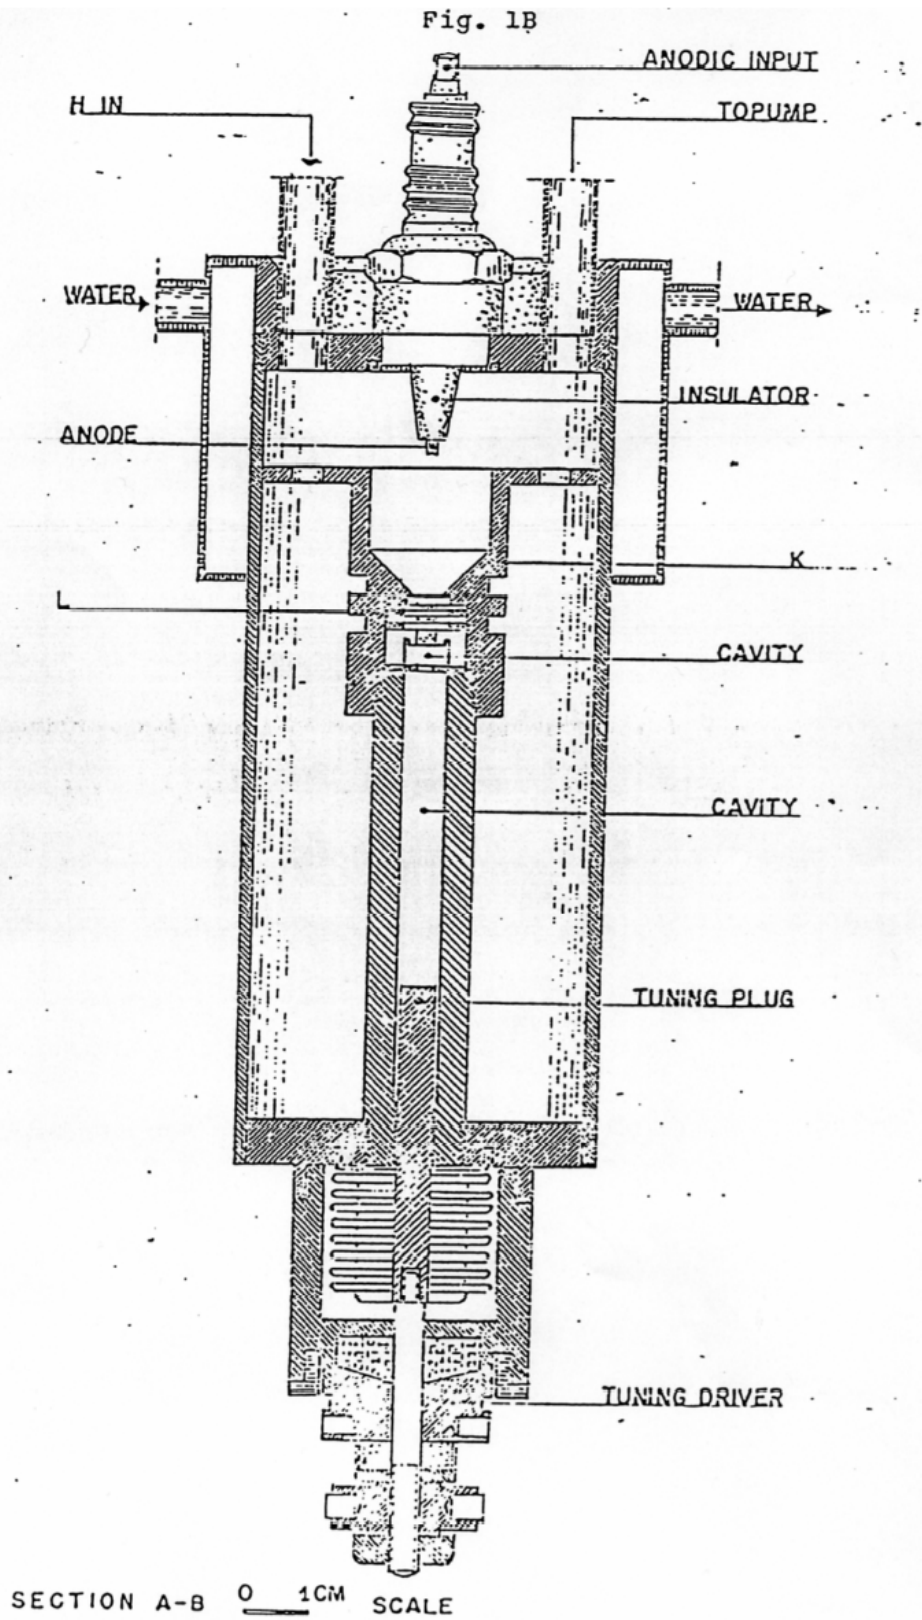 Fig. 1B
ANODIC INPUT
H IN
TOPUMP
WATER
WATER
INSULATOR
ANODE
K
L
CAVITY
CAVITY
TUNING PLUG
TUNING DRIVER
SECTION A-B 0 1CM SCALE